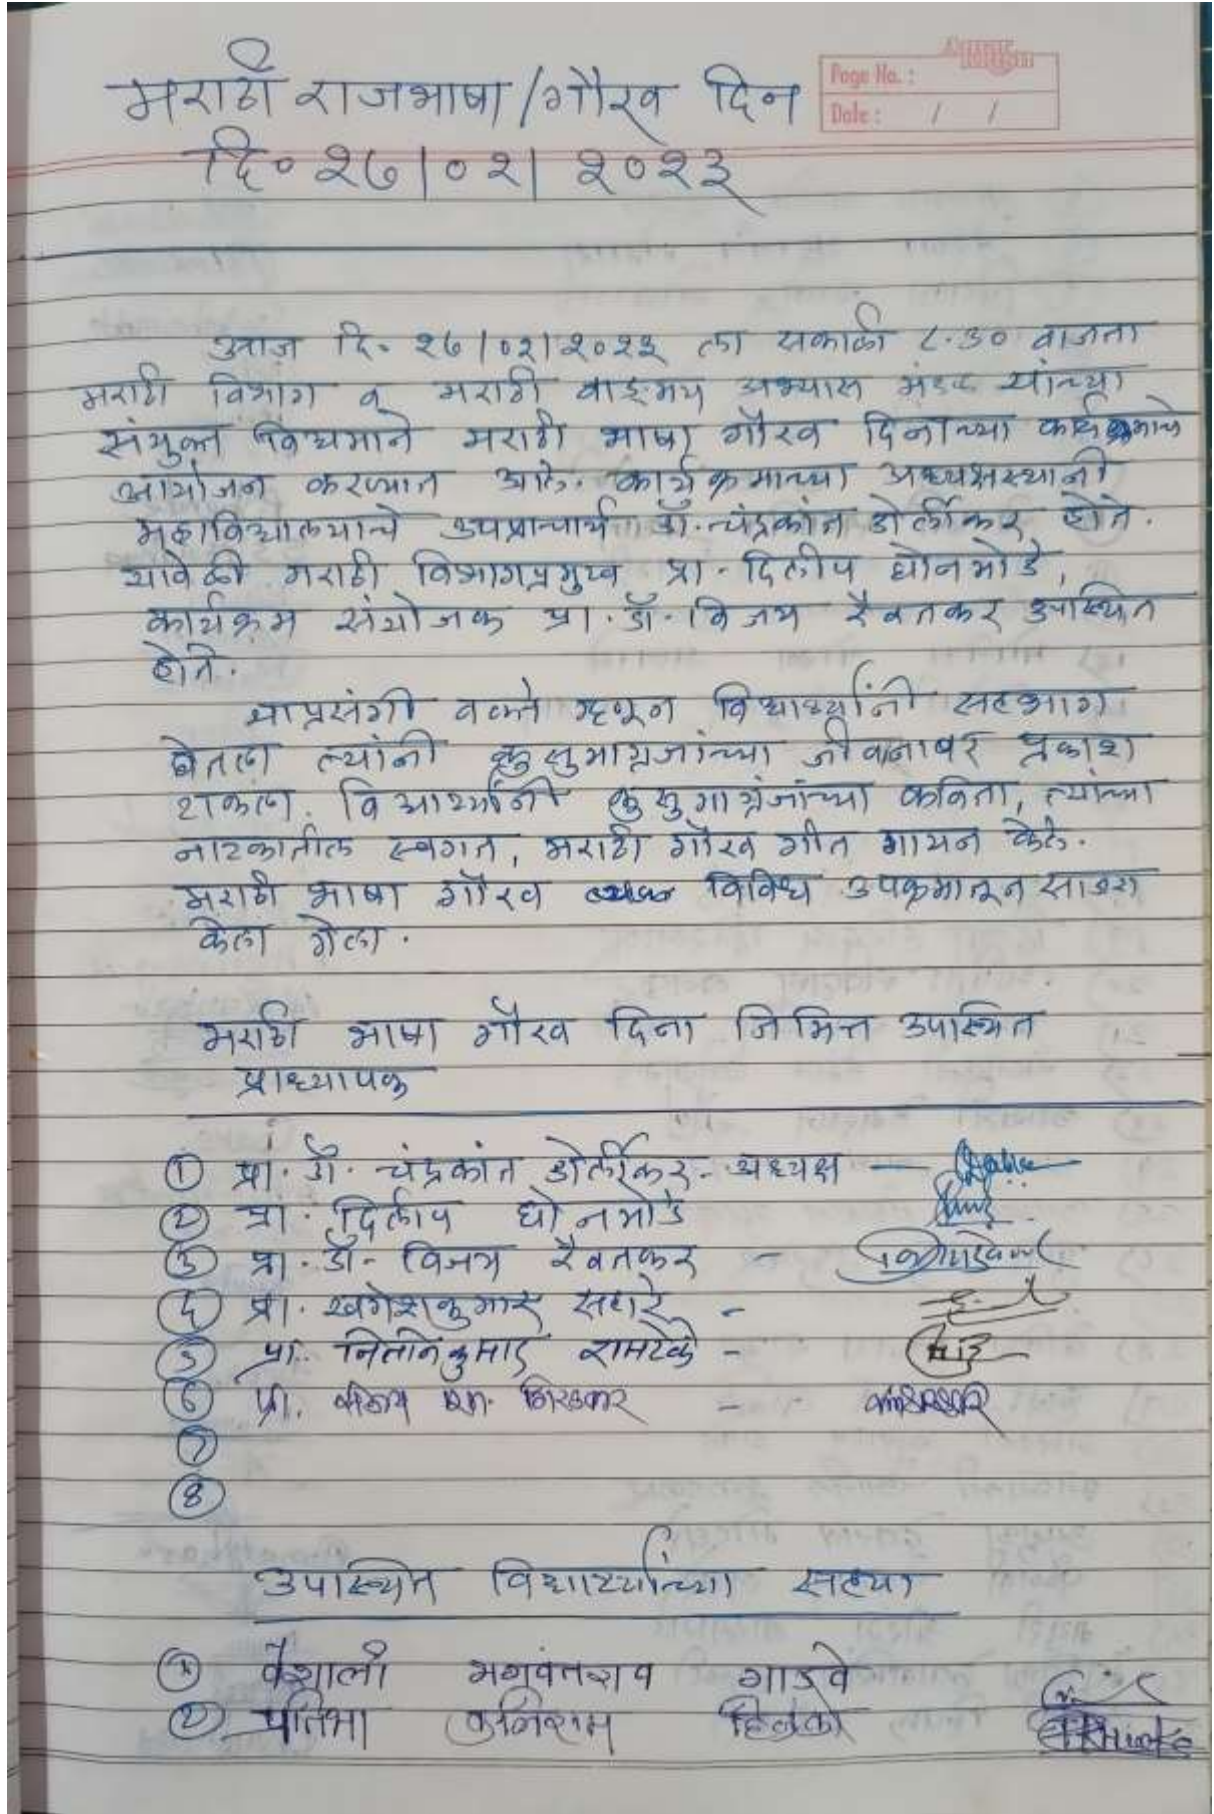 मराठी राजभाषा/गौरव दिन
Page No. :
Date : / /
दि० २७|०२| २०२३
आज दि. २७|०२|२०२३ ला सकाळी ८.३० वाजता
मराठी विभाग व मराठी वाङ्मय अभ्यास मंडळ यांच्या
संयुक्त विद्यमाने मराठी भाषा गौरव दिनाच्या कार्यक्रमाचे
आयोजन करण्यात आले. कार्यक्रमाच्या अध्यक्षस्थानी
महाविद्यालयाचे उपप्राचार्य डॉ. चंद्रकांत डोर्लीकर होते.
यावेळी मराठी विभागप्रमुख प्रा. दिलीप घोनमोडे,
कार्यक्रम संयोजक प्रा. डॉ. विजय रैवतकर उपस्थित
होते.
याप्रसंगी वक्ते म्हणून विद्यार्थ्यांनी सहभाग
घेतला त्यांनी कुसुमाग्रजांच्या जीवनावर प्रकाश
टाकला. विद्यार्थ्यांनी कुसुमाग्रंजांच्या कविता, त्यांच्या
नाटकातील स्वगत, मराठी गौरव गीत गायन केले.
मराठी भाषा गौरव विविध उपक्रमातून साजरा
केला गेला.
मराठी भाषा गौरव दिना निमित्त उपस्थित
प्राध्यापक
① प्रा. डॉ. चंद्रकांत डोर्लीकर - अध्यक्ष —
② प्रा. दिलीप घोनमोडे
③ प्रा. डॉ. विजय रैवतकर -
④ प्रा. खगेशकुमार सहारे -
⑤ प्रा. नितीनकुमार रामटेके -
⑥ प्रा.
⑦
⑧
उपस्थित विद्यार्थ्यांच्या सह्या
① वैशाली भगवंतराव गाडवे
② प्रतिभा